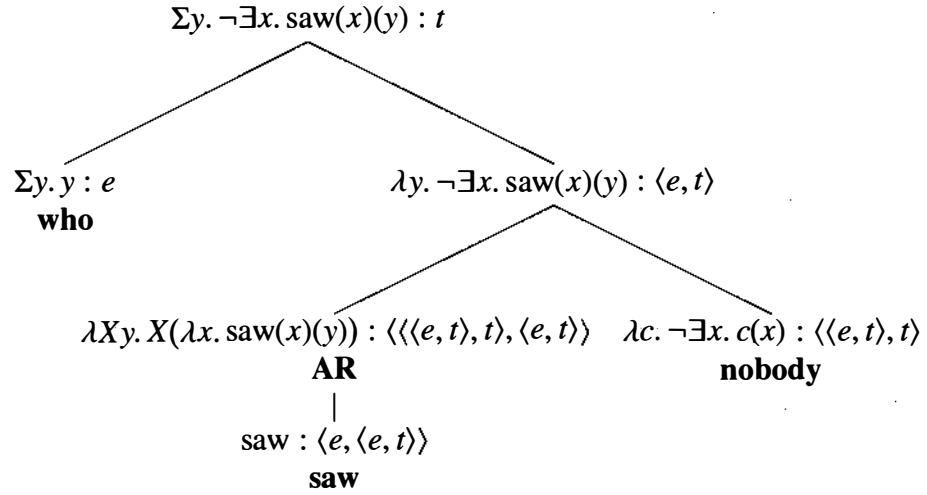 Σy. ¬∃x. saw(x)(y) : t
Σy. y : e
who
λy. ¬∃x. saw(x)(y) : ⟨e, t⟩
λXy. X(λx. saw(x)(y)) : ⟨⟨⟨e, t⟩, t⟩, ⟨e, t⟩⟩
AR
λc. ¬∃x. c(x) : ⟨⟨e, t⟩, t⟩
nobody
saw : ⟨e, ⟨e, t⟩⟩
saw